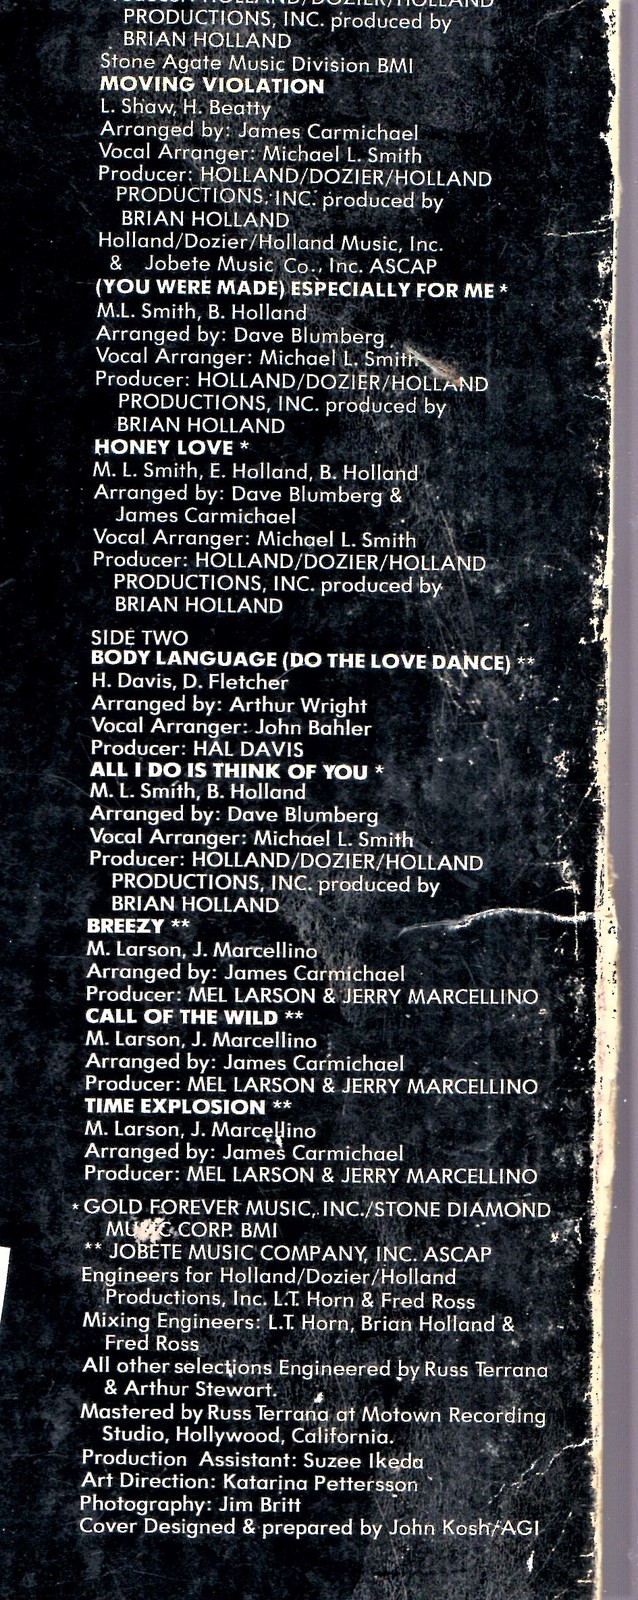 HOLLAND/DOZIER/HOLLAND
PRODUCTIONS, INC. produced by
BRIAN HOLLAND
Stone Agate Music Division BMI
MOVING VIOLATION
L. Shaw, H. Beatty
Arranged by: James Carmichael
Vocal Arranger: Michael L. Smith
Producer: HOLLAND/DOZIER/HOLLAND
PRODUCTIONS, INC. produced by
BRIAN HOLLAND
Holland/Dozier/Holland Music, Inc.
& Jobete Music Co., Inc. ASCAP
(YOU WERE MADE) ESPECIALLY FOR ME *
M.L. Smith, B. Holland
Arranged by: Dave Blumberg
Vocal Arranger: Michael L. Smith
Producer: HOLLAND/DOZIER/HOLLAND
PRODUCTIONS, INC. produced by
BRIAN HOLLAND
HONEY LOVE *
M. L. Smith, E. Holland, B. Holland
Arranged by: Dave Blumberg &
James Carmichael
Vocal Arranger: Michael L. Smith
Producer: HOLLAND/DOZIER/HOLLAND
PRODUCTIONS, INC. produced by
BRIAN HOLLAND
SIDE TWO
BODY LANGUAGE (DO THE LOVE DANCE) **
H. Davis, D. Fletcher
Arranged by: Arthur Wright
Vocal Arranger: John Bahler
Producer: HAL DAVIS
ALL I DO IS THINK OF YOU *
M. L. Smith, B. Holland
Arranged by: Dave Blumberg
Vocal Arranger: Michael L. Smith
Producer: HOLLAND/DOZIER/HOLLAND
PRODUCTIONS, INC. produced by
BRIAN HOLLAND
BREEZY **
M. Larson, J. Marcellino
Arranged by: James Carmichael
Producer: MEL LARSON & JERRY MARCELLINO
CALL OF THE WILD **
M. Larson, J. Marcellino
Arranged by: James Carmichael
Producer: MEL LARSON & JERRY MARCELLINO
TIME EXPLOSION **
M. Larson, J. Marcellino
Arranged by: James Carmichael
Producer: MEL LARSON & JERRY MARCELLINO
* GOLD FOREVER MUSIC, INC./STONE DIAMOND
MUSIC CORP. BMI
** JOBETE MUSIC COMPANY, INC. ASCAP
Engineers for Holland/Dozier/Holland
Productions, Inc. L.T. Horn & Fred Ross
Mixing Engineers: L.T. Horn, Brian Holland &
Fred Ross
All other selections Engineered by Russ Terrana
& Arthur Stewart.
Mastered by Russ Terrana at Motown Recording
Studio, Hollywood, California.
Production Assistant: Suzee Ikeda
Art Direction: Katarina Pettersson
Photography: Jim Britt
Cover Designed & prepared by John Kosh/AGI